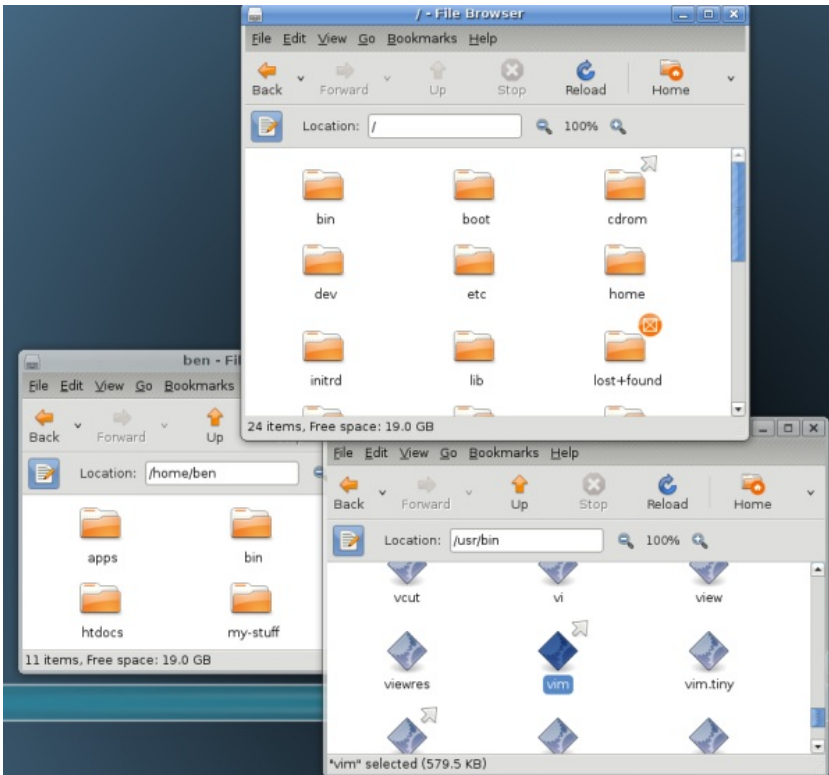 / - File Browser
File Edit View Go Bookmarks Help
Back Forward Up Stop Reload Home
Location: / 100%
bin boot cdrom
dev etc home
initrd lib lost+found
24 items, Free space: 19.0 GB
ben - Fil
File Edit View Go Bookmarks
Back Forward Up
Location: /home/ben
apps bin
htdocs my-stuff
11 items, Free space: 19.0 GB
File Edit View Go Bookmarks Help
Back Forward Up Stop Reload Home
Location: /usr/bin 100%
vcut vi view
viewres vim vim.tiny
"vim" selected (579.5 KB)